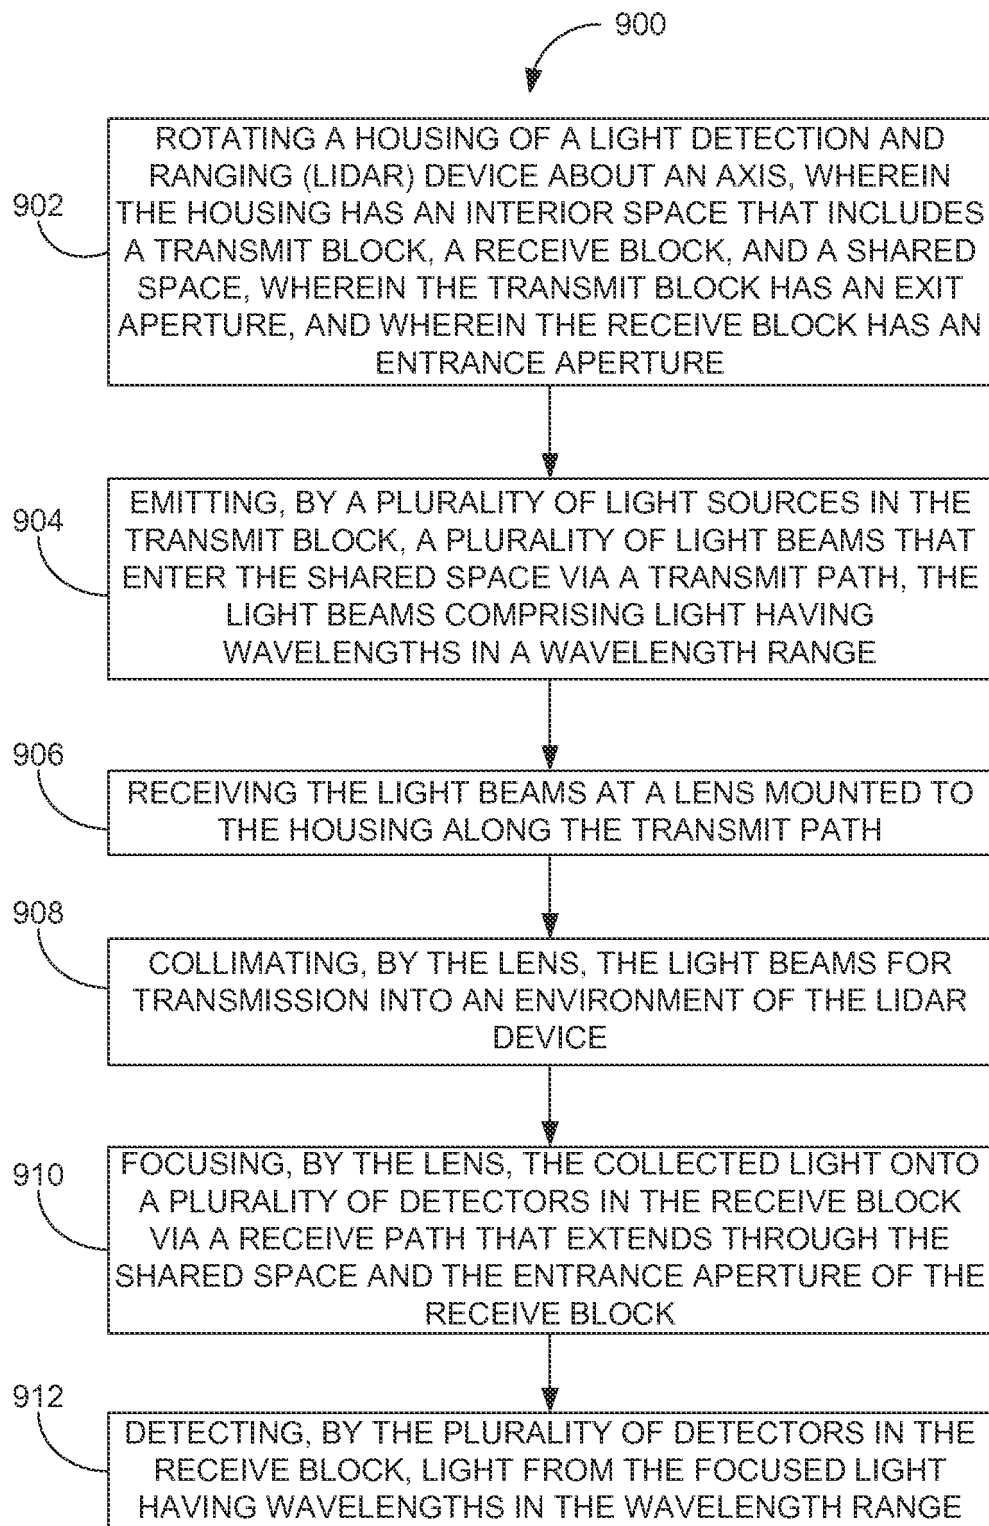 900
902
ROTATING A HOUSING OF A LIGHT DETECTION AND
RANGING (LIDAR) DEVICE ABOUT AN AXIS, WHEREIN
THE HOUSING HAS AN INTERIOR SPACE THAT INCLUDES
A TRANSMIT BLOCK, A RECEIVE BLOCK, AND A SHARED
SPACE, WHEREIN THE TRANSMIT BLOCK HAS AN EXIT
APERTURE, AND WHEREIN THE RECEIVE BLOCK HAS AN
ENTRANCE APERTURE
904
EMITTING, BY A PLURALITY OF LIGHT SOURCES IN THE
TRANSMIT BLOCK, A PLURALITY OF LIGHT BEAMS THAT
ENTER THE SHARED SPACE VIA A TRANSMIT PATH, THE
LIGHT BEAMS COMPRISING LIGHT HAVING
WAVELENGTHS IN A WAVELENGTH RANGE
906
RECEIVING THE LIGHT BEAMS AT A LENS MOUNTED TO
THE HOUSING ALONG THE TRANSMIT PATH
908
COLLIMATING, BY THE LENS, THE LIGHT BEAMS FOR
TRANSMISSION INTO AN ENVIRONMENT OF THE LIDAR
DEVICE
910
FOCUSING, BY THE LENS, THE COLLECTED LIGHT ONTO
A PLURALITY OF DETECTORS IN THE RECEIVE BLOCK
VIA A RECEIVE PATH THAT EXTENDS THROUGH THE
SHARED SPACE AND THE ENTRANCE APERTURE OF THE
RECEIVE BLOCK
912
DETECTING, BY THE PLURALITY OF DETECTORS IN THE
RECEIVE BLOCK, LIGHT FROM THE FOCUSED LIGHT
HAVING WAVELENGTHS IN THE WAVELENGTH RANGE